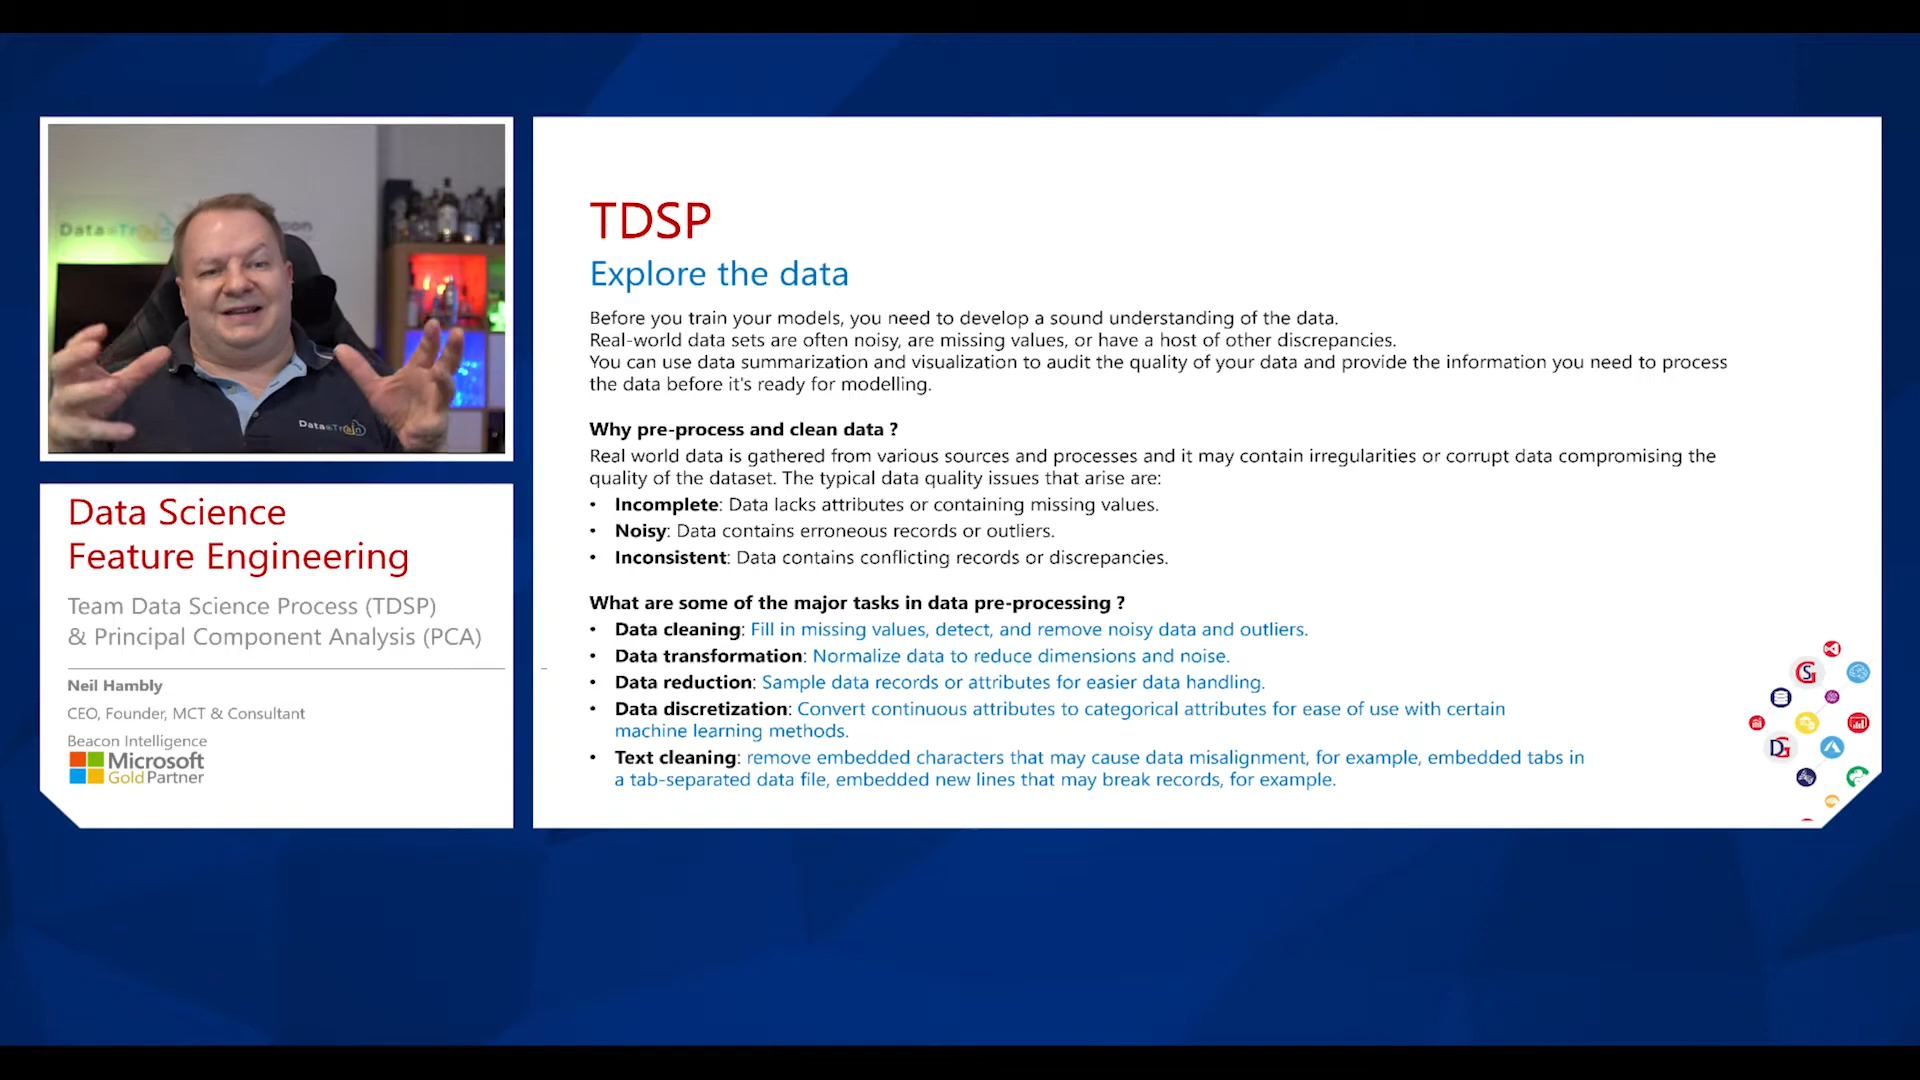 Data
Data Train
Data Science
Feature Engineering
Team Data Science Process (TDSP)
& Principal Component Analysis (PCA)
Neil Hambly
CEO, Founder, MCT & Consultant
Beacon Intelligence
Microsoft
Gold Partner
TDSP
Explore the data
Before you train your models, you need to develop a sound understanding of the data.
Real-world data sets are often noisy, are missing values, or have a host of other discrepancies.
You can use data summarization and visualization to audit the quality of your data and provide the information you need to process
the data before it's ready for modelling.
Why pre-process and clean data ?
Real world data is gathered from various sources and processes and it may contain irregularities or corrupt data compromising the
quality of the dataset. The typical data quality issues that arise are:
• Incomplete: Data lacks attributes or containing missing values.
• Noisy: Data contains erroneous records or outliers.
• Inconsistent: Data contains conflicting records or discrepancies.
What are some of the major tasks in data pre-processing ?
• Data cleaning: Fill in missing values, detect, and remove noisy data and outliers.
• Data transformation: Normalize data to reduce dimensions and noise.
• Data reduction: Sample data records or attributes for easier data handling.
• Data discretization: Convert continuous attributes to categorical attributes for ease of use with certain
machine learning methods.
• Text cleaning: remove embedded characters that may cause data misalignment, for example, embedded tabs in
a tab-separated data file, embedded new lines that may break records, for example.